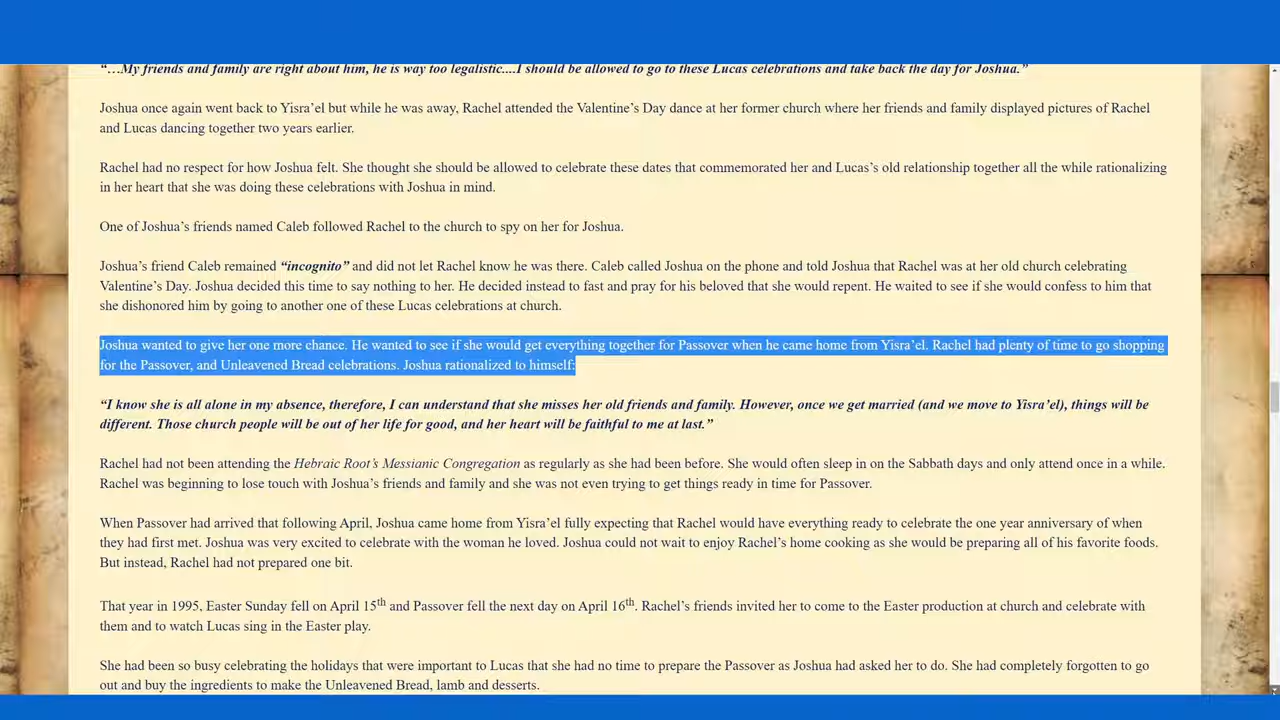 “…My friends and family are right about him, he is way too legalistic....I should be allowed to go to these Lucas celebrations and take back the day for Joshua.”
Joshua once again went back to Yisra’el but while he was away, Rachel attended the Valentine’s Day dance at her former church where her friends and family displayed pictures of Rachel
and Lucas dancing together two years earlier.
Rachel had no respect for how Joshua felt. She thought she should be allowed to celebrate these dates that commemorated her and Lucas’s old relationship together all the while rationalizing
in her heart that she was doing these celebrations with Joshua in mind.
One of Joshua’s friends named Caleb followed Rachel to the church to spy on her for Joshua.
Joshua’s friend Caleb remained “incognito” and did not let Rachel know he was there. Caleb called Joshua on the phone and told Joshua that Rachel was at her old church celebrating
Valentine’s Day. Joshua decided this time to say nothing to her. He decided instead to fast and pray for his beloved that she would repent. He waited to see if she would confess to him that
she dishonored him by going to another one of these Lucas celebrations at church.
Joshua wanted to give her one more chance. He wanted to see if she would get everything together for Passover when he came home from Yisra’el. Rachel had plenty of time to go shopping
for the Passover, and Unleavened Bread celebrations. Joshua rationalized to himself:
“I know she is all alone in my absence, therefore, I can understand that she misses her old friends and family. However, once we get married (and we move to Yisra’el), things will be
different. Those church people will be out of her life for good, and her heart will be faithful to me at last.”
Rachel had not been attending the Hebraic Root’s Messianic Congregation as regularly as she had been before. She would often sleep in on the Sabbath days and only attend once in a while.
Rachel was beginning to lose touch with Joshua’s friends and family and she was not even trying to get things ready in time for Passover.
When Passover had arrived that following April, Joshua came home from Yisra’el fully expecting that Rachel would have everything ready to celebrate the one year anniversary of when
they had first met. Joshua was very excited to celebrate with the woman he loved. Joshua could not wait to enjoy Rachel’s home cooking as she would be preparing all of his favorite foods.
But instead, Rachel had not prepared one bit.
That year in 1995, Easter Sunday fell on April 15th and Passover fell the next day on April 16th. Rachel’s friends invited her to come to the Easter production at church and celebrate with
them and to watch Lucas sing in the Easter play.
She had been so busy celebrating the holidays that were important to Lucas that she had no time to prepare the Passover as Joshua had asked her to do. She had completely forgotten to go
out and buy the ingredients to make the Unleavened Bread, lamb and desserts.